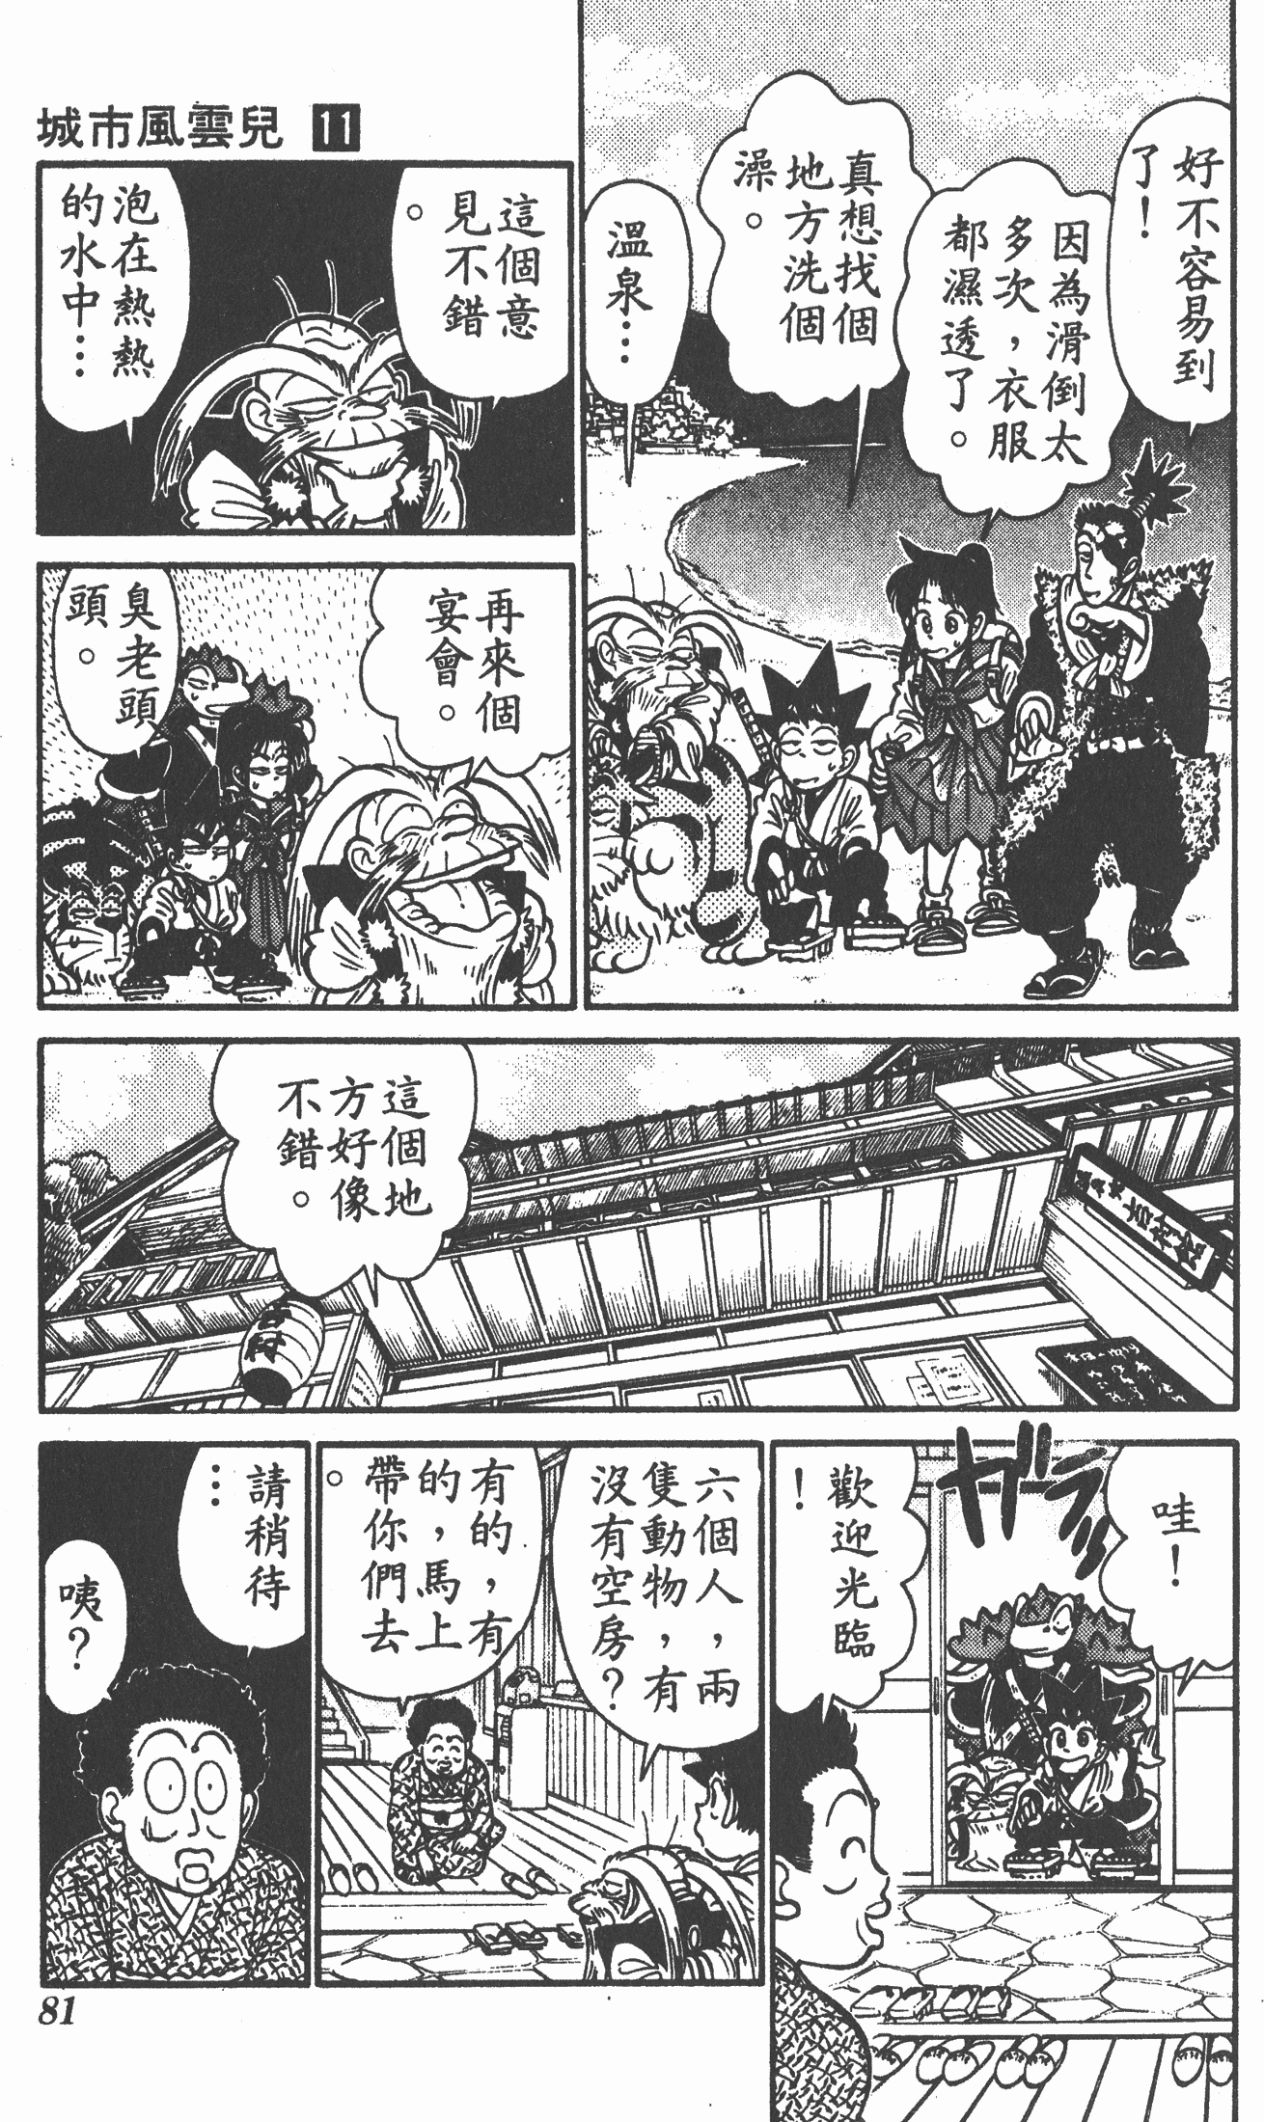 城市風雲兒 11
好不容易到
了！
因為滑倒太
多次，衣服
都濕透了。
真想找個
地方洗個
澡。
溫泉…
這個意
見不錯
。
泡在熱熱
的水中…
再來個
宴會。
臭老頭
頭。
這個地
方好像
不錯。
吉村
哇！
ガラ
歡迎光臨
！
六個人，兩
隻動物，有
沒有空房？
有的，有
的，馬上
帶你們去
。
請稍待
…
咦？
81